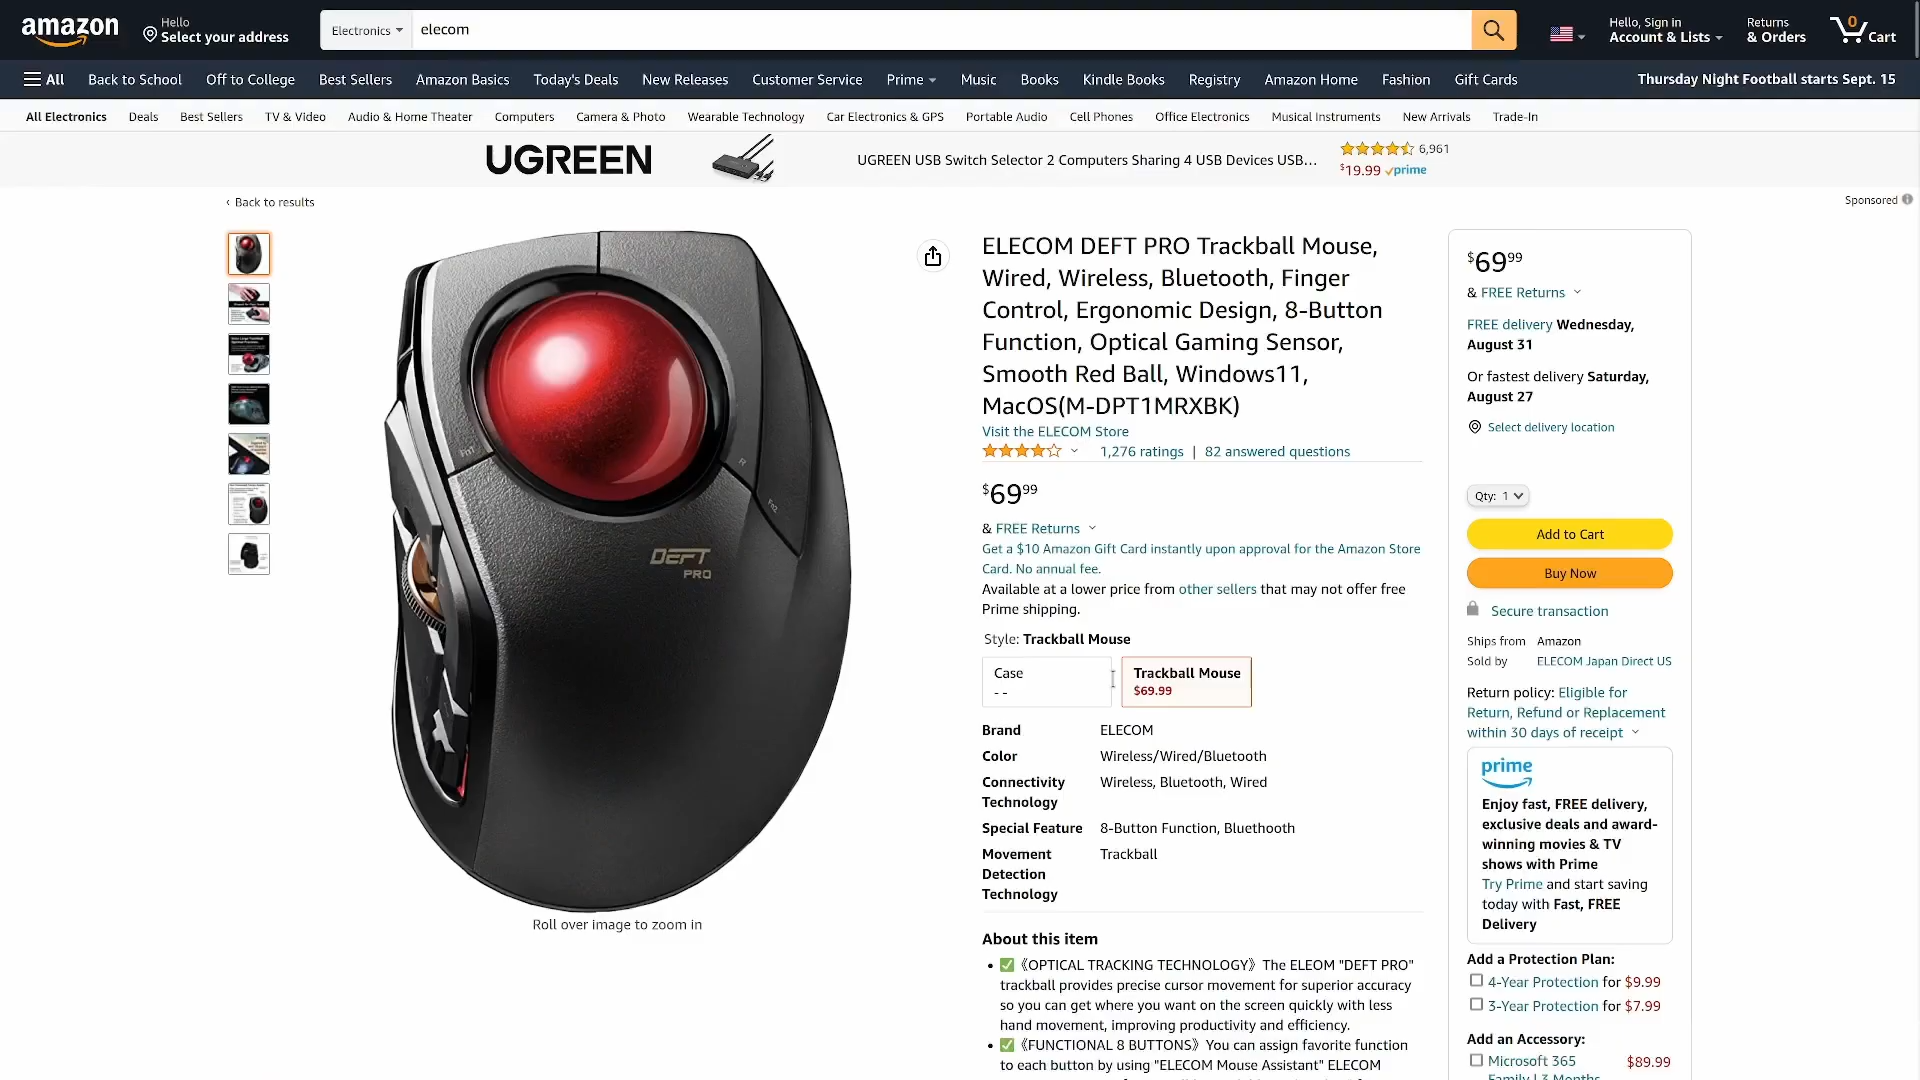 amazon
Hello
Select your address
Electronics
elecom
Hello, Sign in
Account & Lists
Returns
& Orders
0
Cart
All
Back to School
Off to College
Best Sellers
Amazon Basics
Today's Deals
New Releases
Customer Service
Prime
Music
Books
Kindle Books
Registry
Amazon Home
Fashion
Gift Cards
Thursday Night Football starts Sept. 15
All Electronics
Deals
Best Sellers
TV & Video
Audio & Home Theater
Computers
Camera & Photo
Wearable Technology
Car Electronics & GPS
Portable Audio
Cell Phones
Office Electronics
Musical Instruments
New Arrivals
Trade-In
UGREEN
UGREEN USB Switch Selector 2 Computers Sharing 4 USB Devices USB...
6,961
$19.99 prime
Sponsored
‹ Back to results
Fn1
R
Fn2
DEFT
PRO
Roll over image to zoom in
ELECOM DEFT PRO Trackball Mouse,
Wired, Wireless, Bluetooth, Finger
Control, Ergonomic Design, 8-Button
Function, Optical Gaming Sensor,
Smooth Red Ball, Windows11,
MacOS(M-DPT1MRXBK)
Visit the ELECOM Store
1,276 ratings | 82 answered questions
$69.99
& FREE Returns
Get a $10 Amazon Gift Card instantly upon approval for the Amazon Store
Card. No annual fee.
Available at a lower price from other sellers that may not offer free
Prime shipping.
Style: Trackball Mouse
Case
- -
Trackball Mouse
$69.99
Brand ELECOM
Color Wireless/Wired/Bluetooth
Connectivity Wireless, Bluetooth, Wired
Technology
Special Feature 8-Button Function, Bluethooth
Movement Trackball
Detection
Technology
About this item
• ✅《OPTICAL TRACKING TECHNOLOGY》The ELEOM "DEFT PRO"
trackball provides precise cursor movement for superior accuracy
so you can get where you want on the screen quickly with less
hand movement, improving productivity and efficiency.
• ✅《FUNCTIONAL 8 BUTTONS》You can assign favorite function
to each button by using "ELECOM Mouse Assistant" ELECOM
$69.99
& FREE Returns
FREE delivery Wednesday,
August 31
Or fastest delivery Saturday,
August 27
Select delivery location
Qty: 1
Add to Cart
Buy Now
Secure transaction
Ships from Amazon
Sold by ELECOM Japan Direct US
Return policy: Eligible for
Return, Refund or Replacement
within 30 days of receipt
prime
Enjoy fast, FREE delivery,
exclusive deals and award-
winning movies & TV
shows with Prime
Try Prime and start saving
today with Fast, FREE
Delivery
Add a Protection Plan:
4-Year Protection for $9.99
3-Year Protection for $7.99
Add an Accessory:
Microsoft 365 $89.99
Family | 3 Months